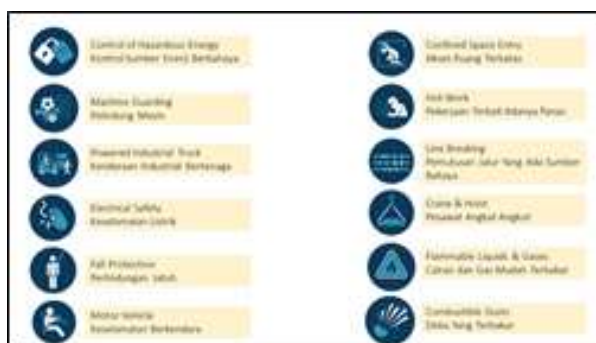 Control of Hazardous Energy
Kontrol Sumber Energi Berbahaya
Machine Guarding
Pelindung Mesin
Powered Industrial Truck
Kendaraan Industrial Bertenaga
Electrical Safety
Keselamatan Listrik
Fall Protection
Perlindungan Jatuh
Motor Vehicle
Keselamatan Berkendara
Confined Space Entry
Ruang Terbatas
Hot Work
Pekerjaan Terkait Adanya Panas
Line Breaking
Pemutusan Jalur Yang Ada Sumber
Bahaya
Crane & Hoist
Pesawat Angkat Angkut
Flammable Liquids & Gases
Cairan dan Gas Mudah Terbakar
Combustible Dusts
Debu Yang Terbakar